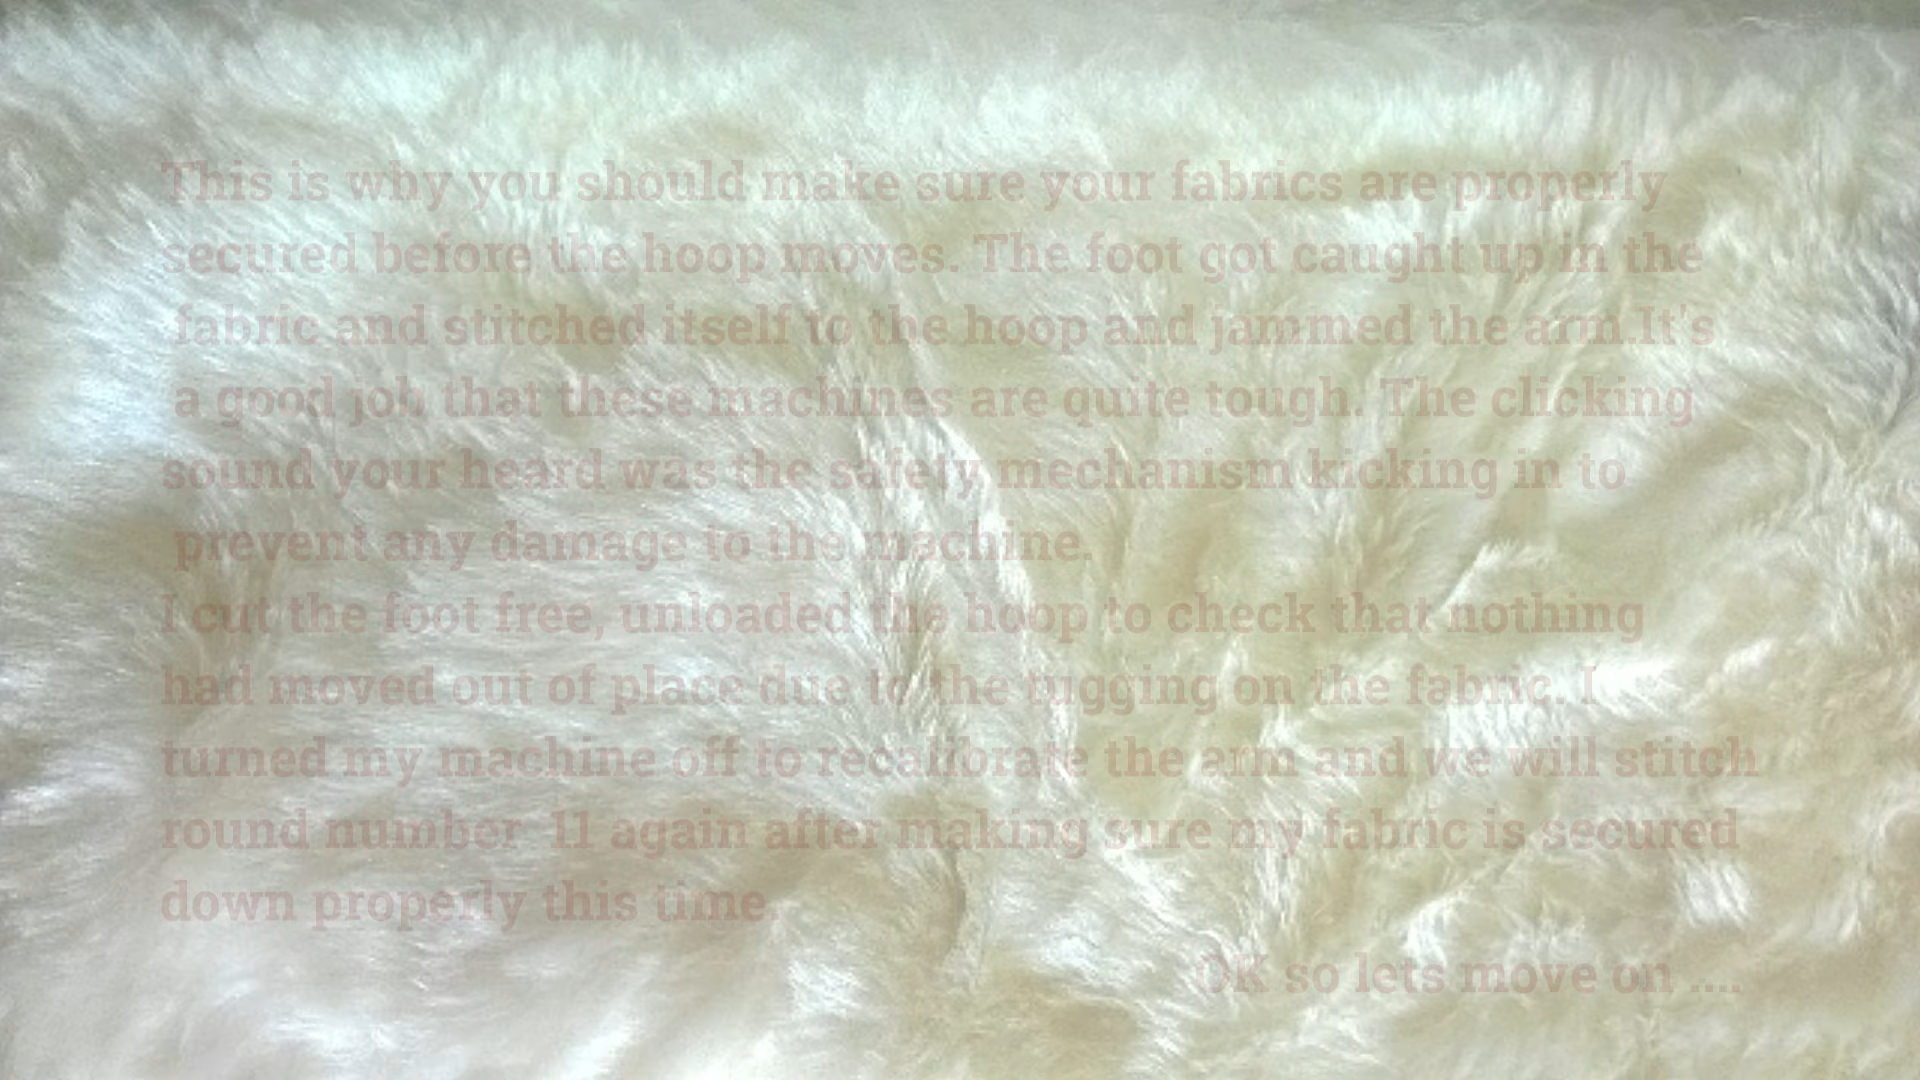 This is why you should make sure your fabrics are properly
secured before the hoop moves. The foot got caught up in the
fabric and stitched itself to the hoop and jammed the arm.It's
a good job that these machines are quite tough. The clicking
sound your heard was the safety mechanism kicking in to
prevent any damage to the machine.
I cut the foot free, unloaded the hoop to check that nothing
had moved out of place due to the tugging on the fabric. I
turned my machine off to recalibrate the arm and we will stitch
round number 11 again after making sure my fabric is secured
down properly this time.
OK so lets move on ....